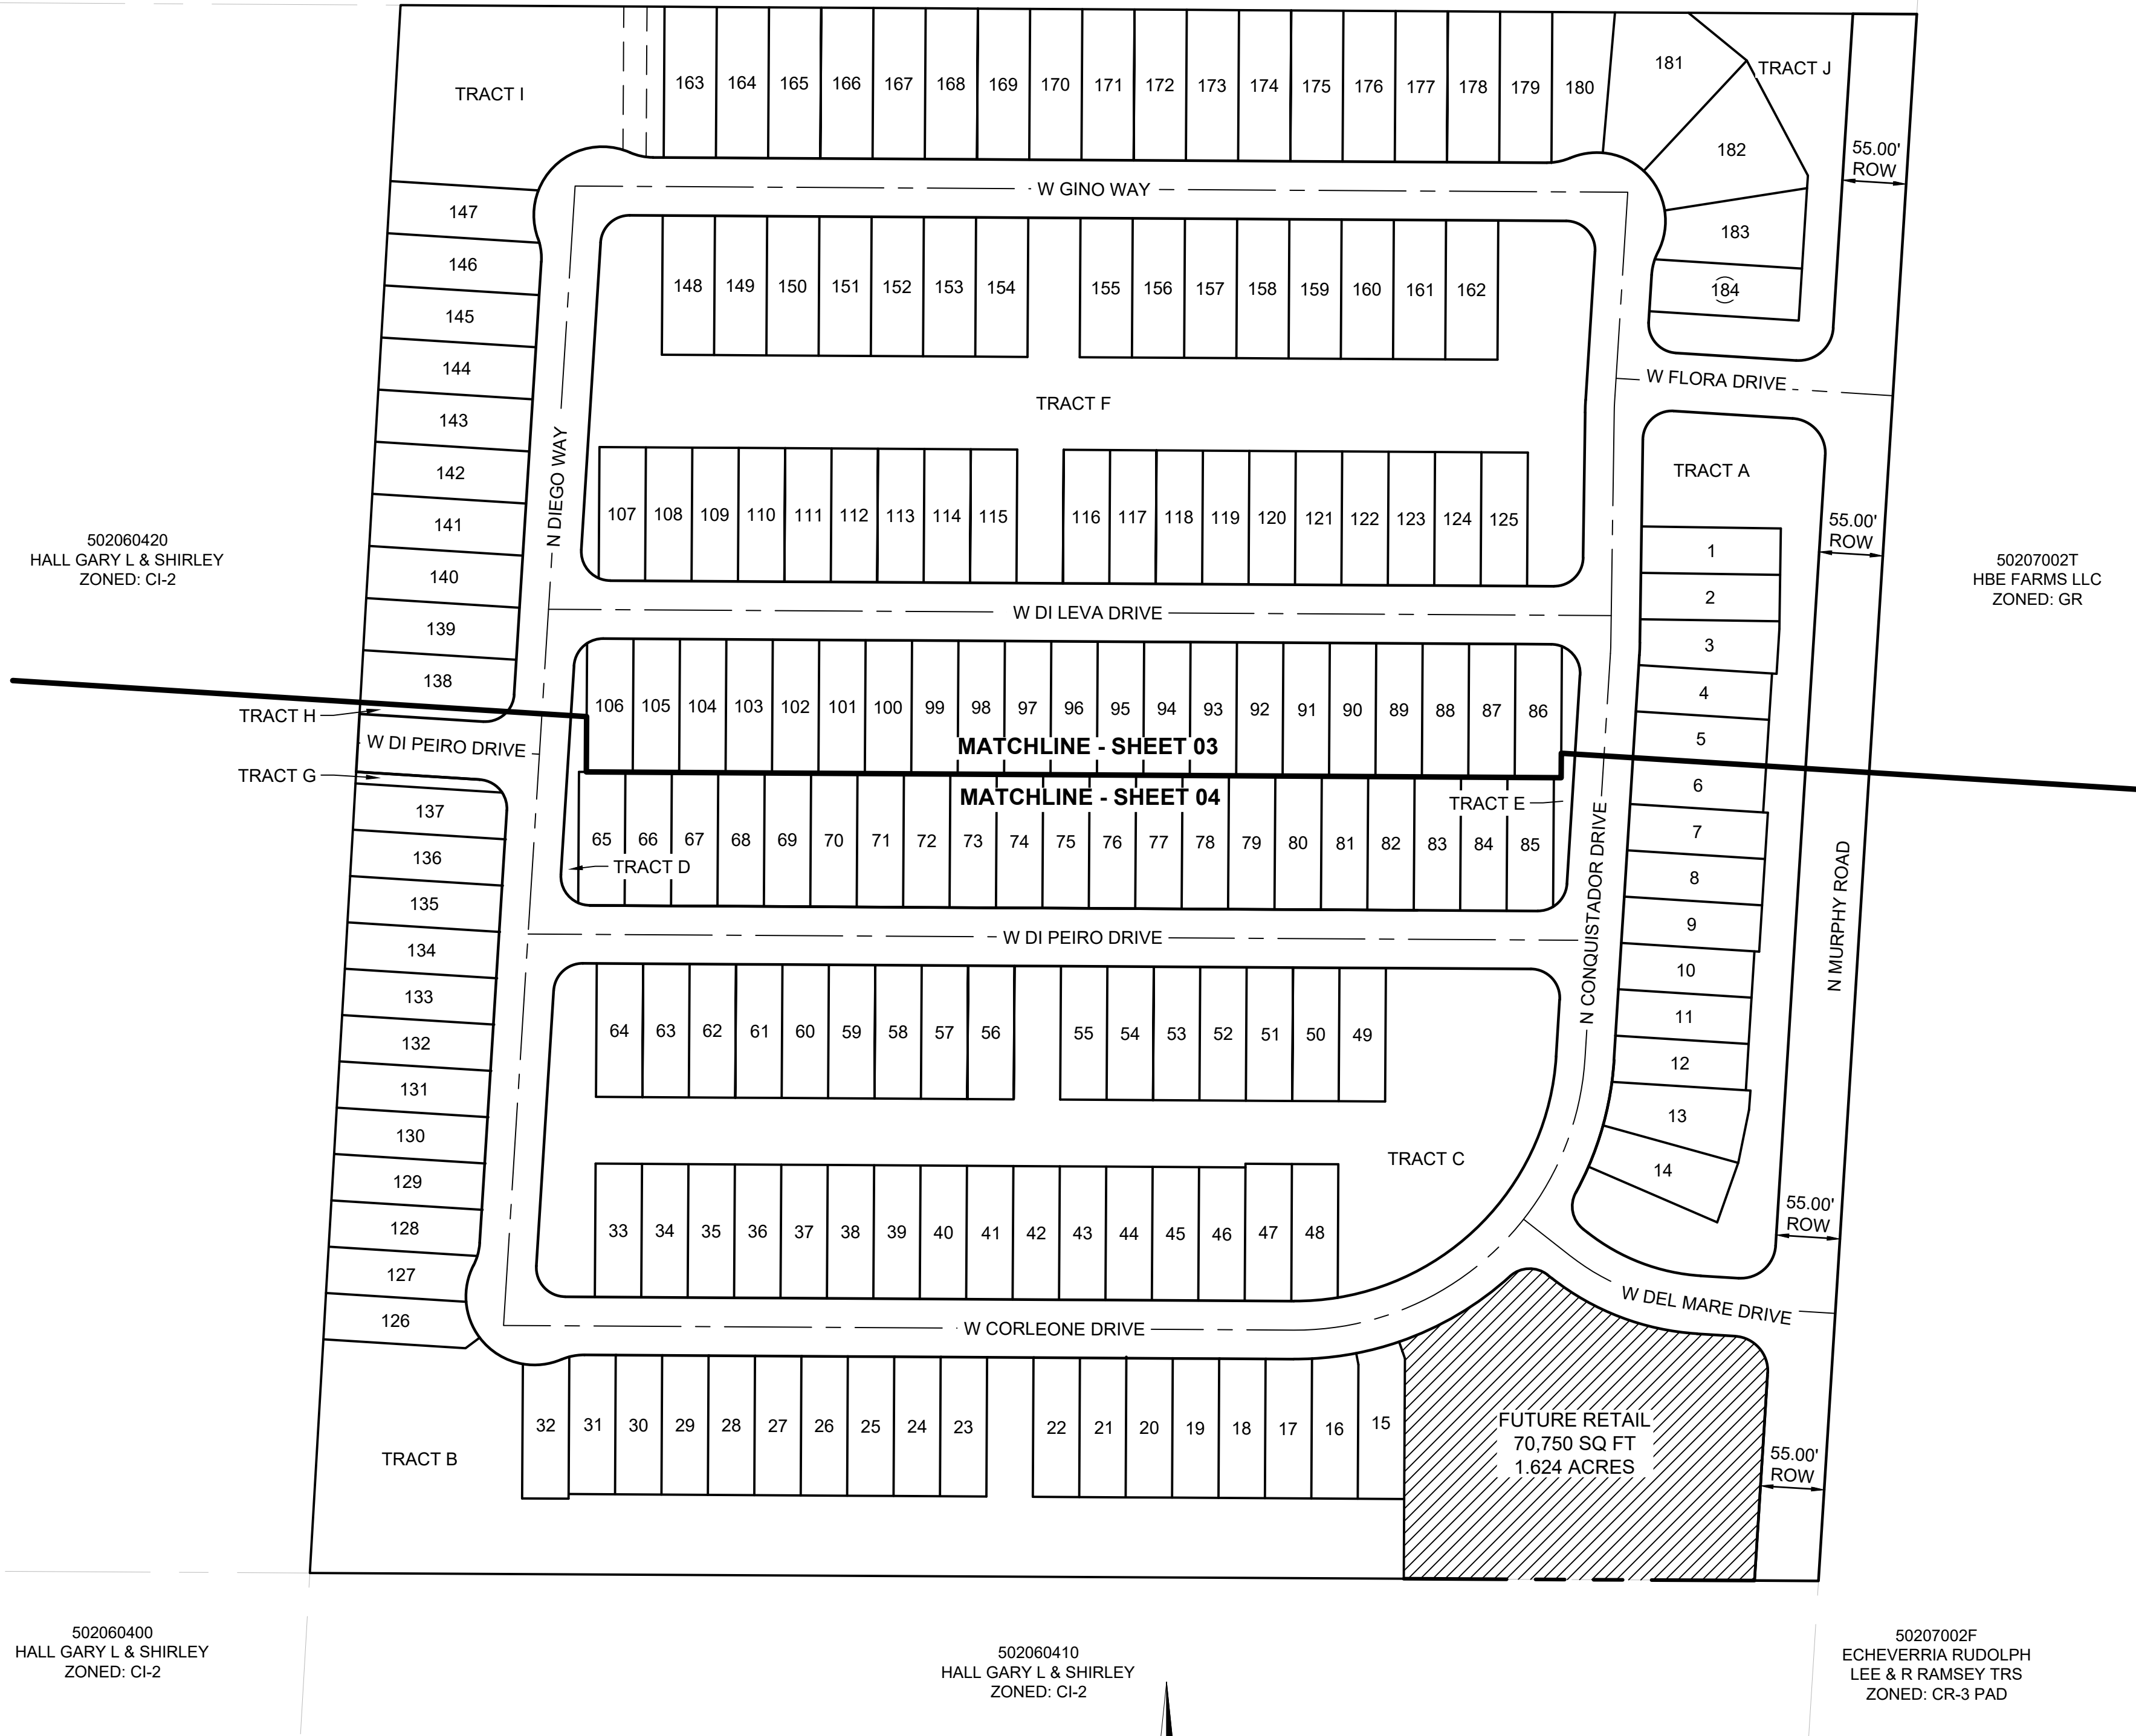 163 164 165 166 167 168 169 170 171 172 173 174 175 176 177 178 179 180 181
TRACT I
TRACT J
182
55.00'
ROW
183
184
W GINO WAY
147
146
145
144
143
142
141
140
139
138
148 149 150 151 152 153 154 155 156 157 158 159 160 161 162
W FLORA DRIVE
TRACT F
N DIEGO WAY
TRACT A
107 108 109 110 111 112 113 114 115 116 117 118 119 120 121 122 123 124 125
55.00'
ROW
502060420
HALL GARY L & SHIRLEY
ZONED: CI-2
50207002T
HBE FARMS LLC
ZONED: GR
W DI LEVA DRIVE
1
2
3
4
5
6
7
8
9
10
11
12
13
14
106 105 104 103 102 101 100 99 98 97 96 95 94 93 92 91 90 89 88 87 86
TRACT H
W DI PEIRO DRIVE
TRACT G
MATCHLINE - SHEET 03
MATCHLINE - SHEET 04
TRACT E
65 66 67 68 69 70 71 72 73 74 75 76 77 78 79 80 81 82 83 84 85
TRACT D
N CONQUISTADOR DRIVE
N MURPHY ROAD
137
136
135
134
133
132
131
130
129
128
127
126
W DI PEIRO DRIVE
64 63 62 61 60 59 58 57 56 55 54 53 52 51 50 49
TRACT C
33 34 35 36 37 38 39 40 41 42 43 44 45 46 47 48
55.00'
ROW
W DEL MARE DRIVE
W CORLEONE DRIVE
32 31 30 29 28 27 26 25 24 23 22 21 20 19 18 17 16 15
TRACT B
FUTURE RETAIL
70,750 SQ FT
1.624 ACRES
55.00'
ROW
502060400
HALL GARY L & SHIRLEY
ZONED: CI-2
502060410
HALL GARY L & SHIRLEY
ZONED: CI-2
50207002F
ECHEVERRIA RUDOLPH
LEE & R RAMSEY TRS
ZONED: CR-3 PAD